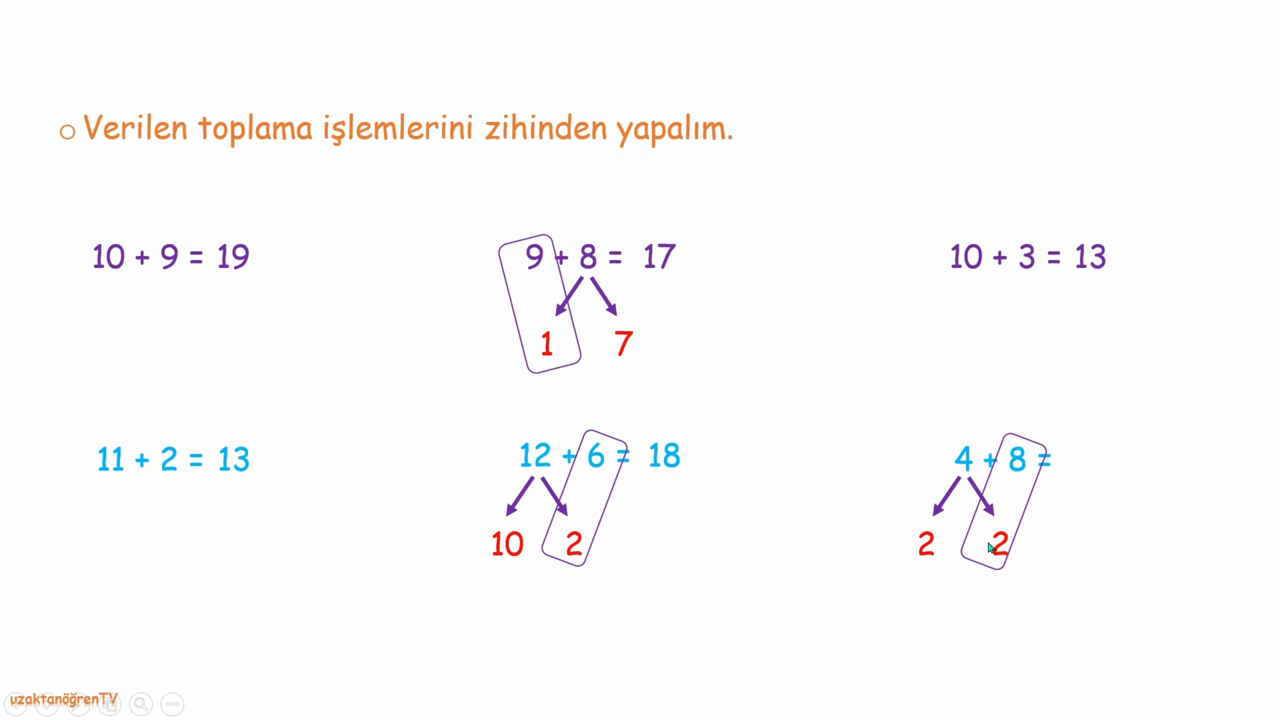 Verilen toplama işlemlerini zihinden yapalım.
10 + 9 = 19
9 + 8 = 17
10 + 3 = 13
1 7
11 + 2 = 13
12 + 6 = 18
4 + 8 =
10 2
2 2
uzaktanöğrenTV